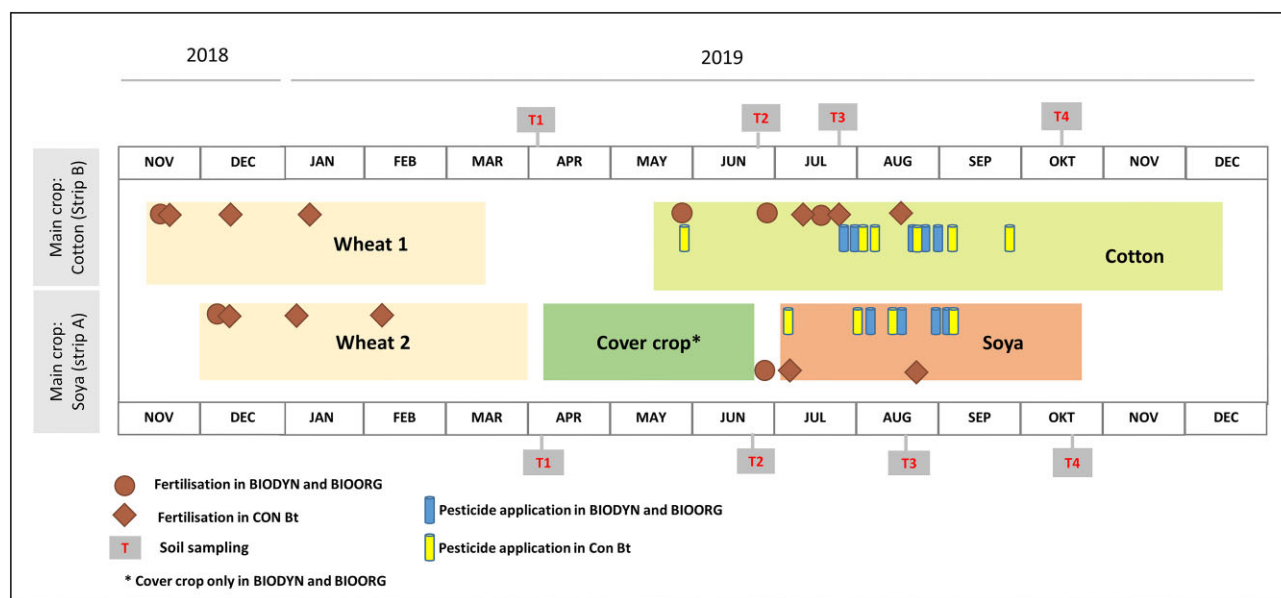 2018
2019
T1
T2
T3
T4
NOV DEC JAN FEB MAR APR MAY JUN JUL AUG SEP OKT NOV DEC
Main crop:
Cotton (Strip B)
Wheat 1
Cotton
Main crop:
Soya (strip A)
Wheat 2
Cover crop*
Soya
NOV DEC JAN FEB MAR APR MAY JUN JUL AUG SEP OKT NOV DEC
T1
T2
T3
T4
Fertilisation in BIODYN and BIOORG
Fertilisation in CON Bt
T Soil sampling
* Cover crop only in BIODYN and BIOORG
Pesticide application in BIODYN and BIOORG
Pesticide application in Con Bt